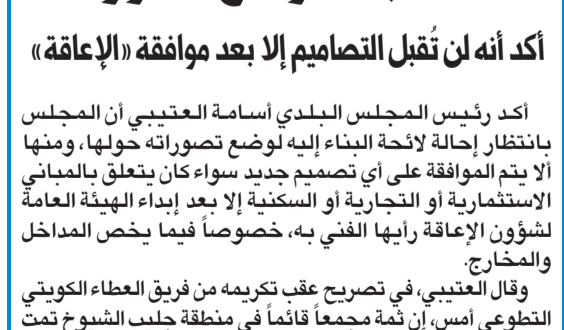 أكد أنه لن تُقبل التصاميم إلا بعد موافقة «الإعاقة»
أكد رئيس المجلس البلدي أسامة العتيبي أن المجلس
بانتظار إحالة لائحة البناء إليه لوضع تصوراته حولها، ومنها
ألا يتم الموافقة على أي تصميم جديد سواء كان يتعلق بالمباني
الاستثمارية أو التجارية أو السكنية إلا بعد إبداء الهيئة العامة
لشؤون الإعاقة رأيها الفني به، خصوصاً فيما يخص المداخل
والمخارج.
وقال العتيبي، في تصريح عقب تكريمه من فريق العطاء الكويتي
التطوعي أمس، إن ثمة مجمعاً قائماً في منطقة جليب الشيوخ تمت